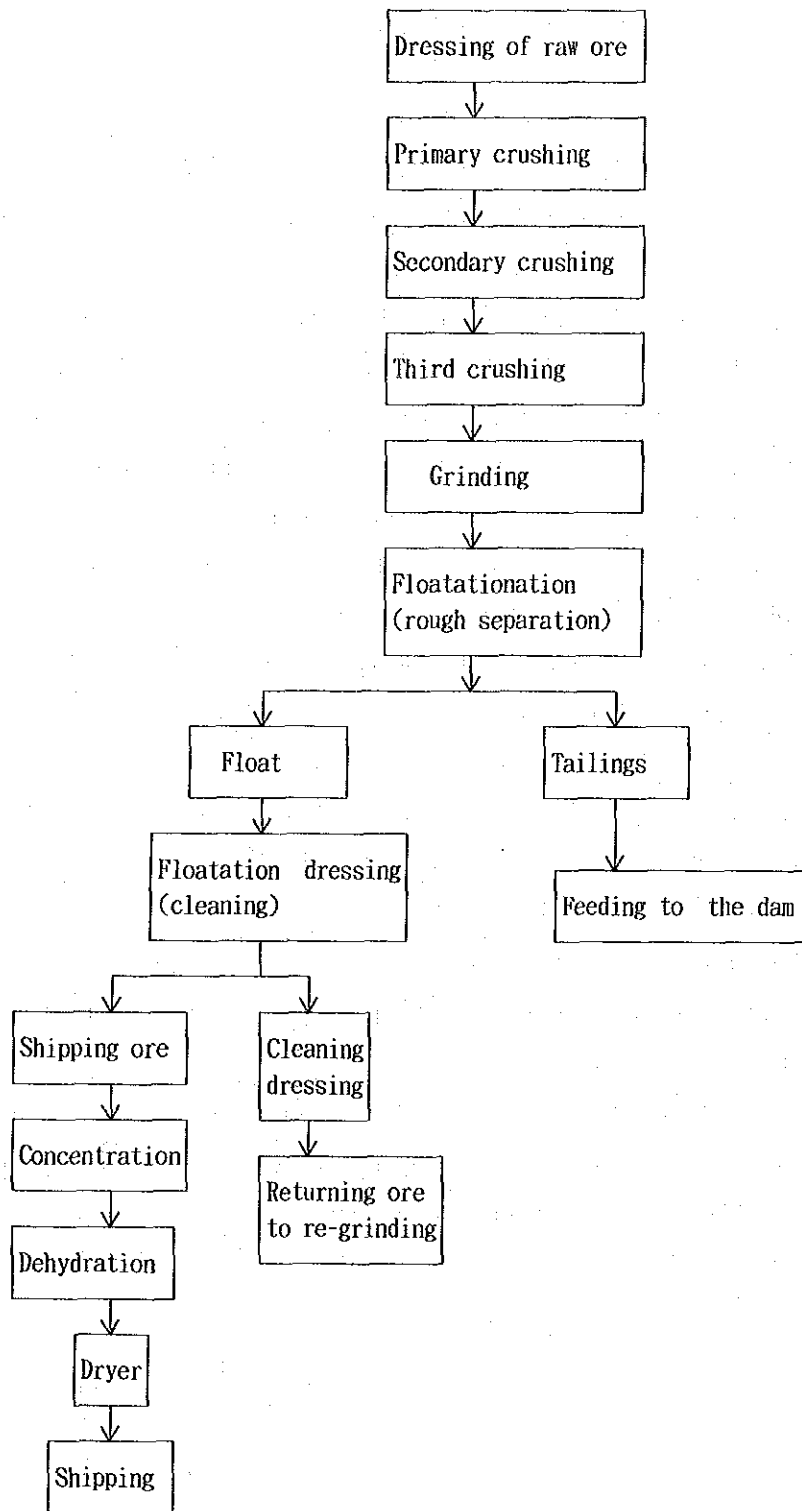 Dressing of raw ore
Primary crushing
Secondary crushing
Third crushing
Grinding
Floatationation
(rough separation)
Float
Tailings
Floatation dressing
(cleaning)
Feeding to the dam
Shipping ore
Cleaning
dressing
Concentration
Returning ore
to re-grinding
Dehydration
Dryer
Shipping